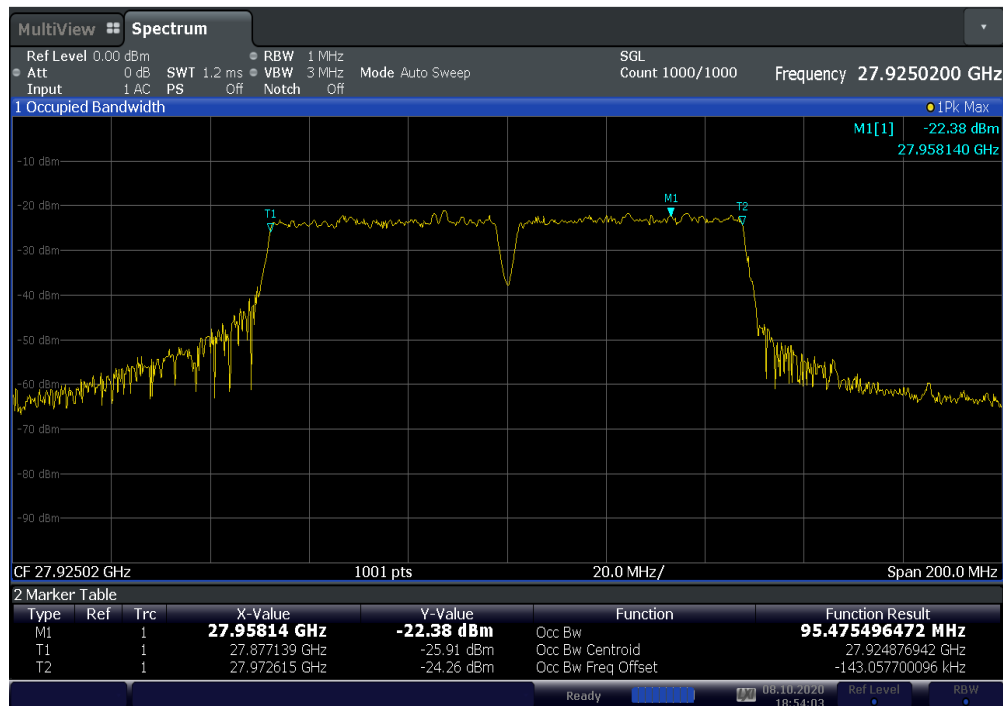 MultiView Spectrum
Ref Level 0.00 dBm RBW 1 MHz SGL
Att 0 dB SWT 1.2 ms VBW 3 MHz Mode Auto Sweep Count 1000/1000 Frequency 27.9250200 GHz
Input 1 AC PS Off Notch Off
1 Occupied Bandwidth 1Pk Max
M1[1] -22.38 dBm
27.958140 GHz
-10 dBm
M1
-20 dBm
T1 T2
-30 dBm
-40 dBm
-50 dBm
-60 dBm
-70 dBm
-80 dBm
-90 dBm
CF 27.92502 GHz 1001 pts 20.0 MHz/ Span 200.0 MHz
2 Marker Table
Type Ref Trc X-Value Y-Value Function Function Result
M1 1 27.95814 GHz -22.38 dBm Occ Bw 95.475496472 MHz
T1 1 27.877139 GHz -25.91 dBm Occ Bw Centroid 27.924876942 GHz
T2 1 27.972615 GHz -24.26 dBm Occ Bw Freq Offset -143.057700096 kHz
Ready 08.10.2020 Ref Level RBW
18:54:03